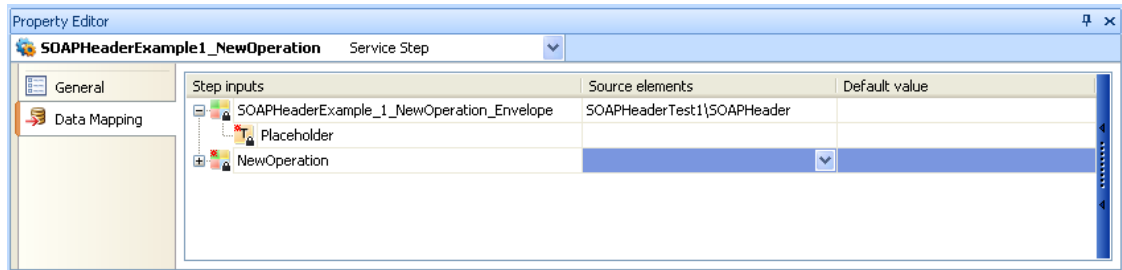 Property Editor
SOAPHeaderExample1_NewOperation Service Step
General
Data Mapping
Step inputs Source elements Default value
SOAPHeaderExample_1_NewOperation_Envelope SOAPHeaderTest1\SOAPHeader
Placeholder
NewOperation